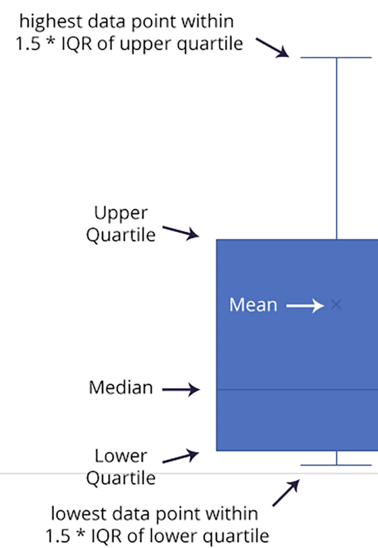 highest data point within
1.5 * IQR of upper quartile
Upper
Quartile
Mean
Median
Lower
Quartile
lowest data point within
1.5 * IQR of lower quartile